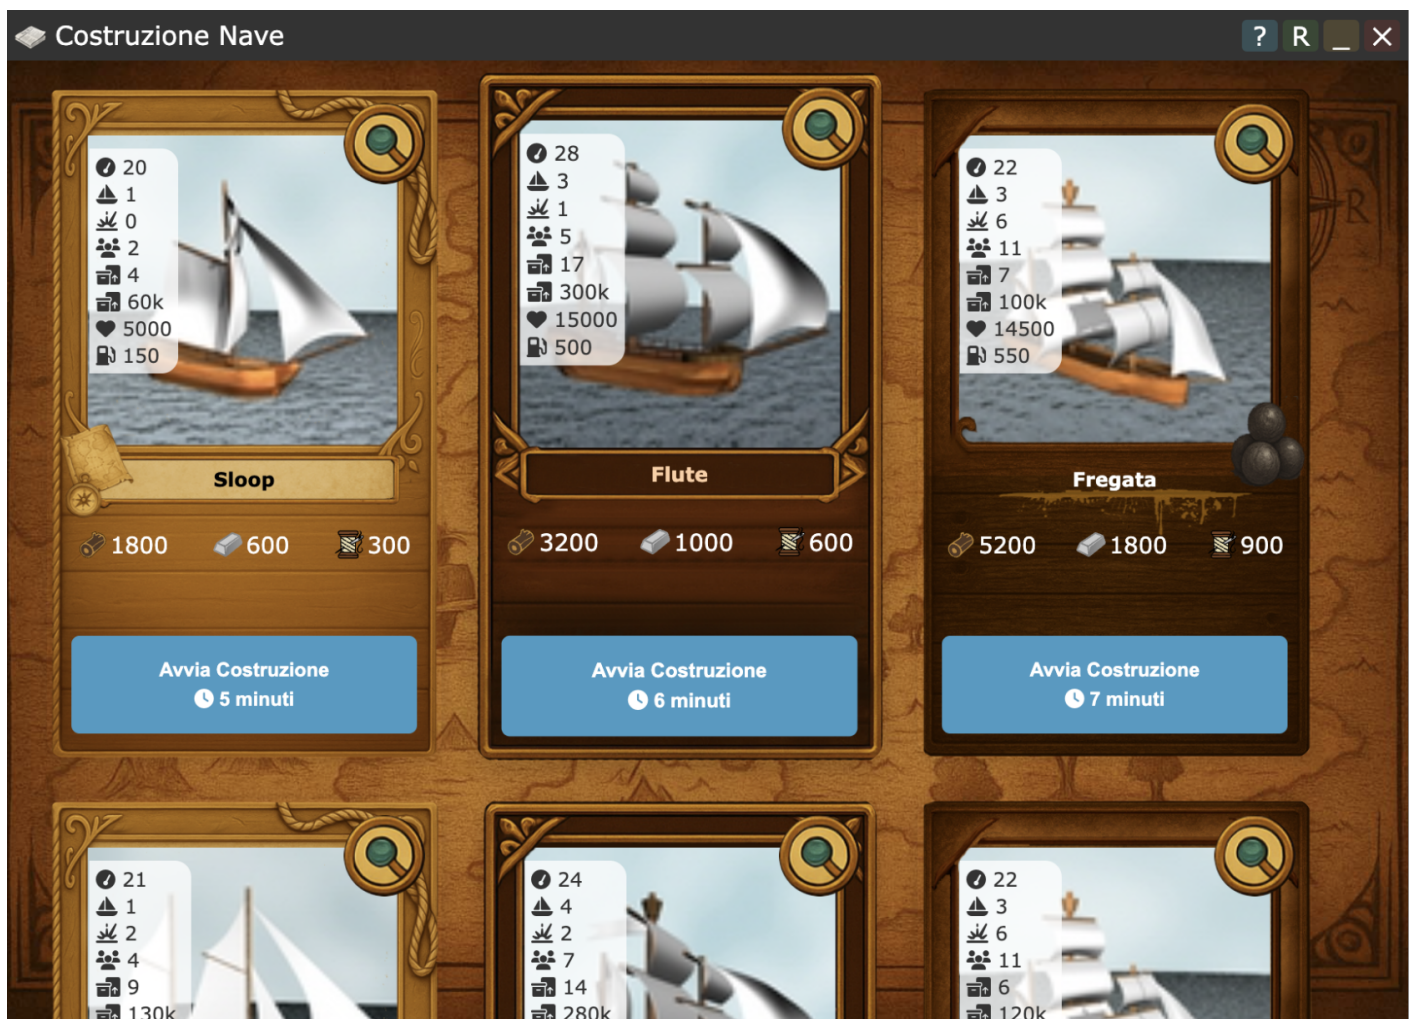 Costruzione Nave
? R _ X
20
1
0
2
4
60k
5000
150
Sloop
1800 600 300
Avvia Costruzione
5 minuti
28
3
1
5
17
300k
15000
500
Flute
3200 1000 600
Avvia Costruzione
6 minuti
22
3
6
11
7
100k
14500
550
Fregata
5200 1800 900
Avvia Costruzione
7 minuti
R
21
1
2
4
9
130k
24
4
2
7
14
280k
22
3
6
11
6
120k